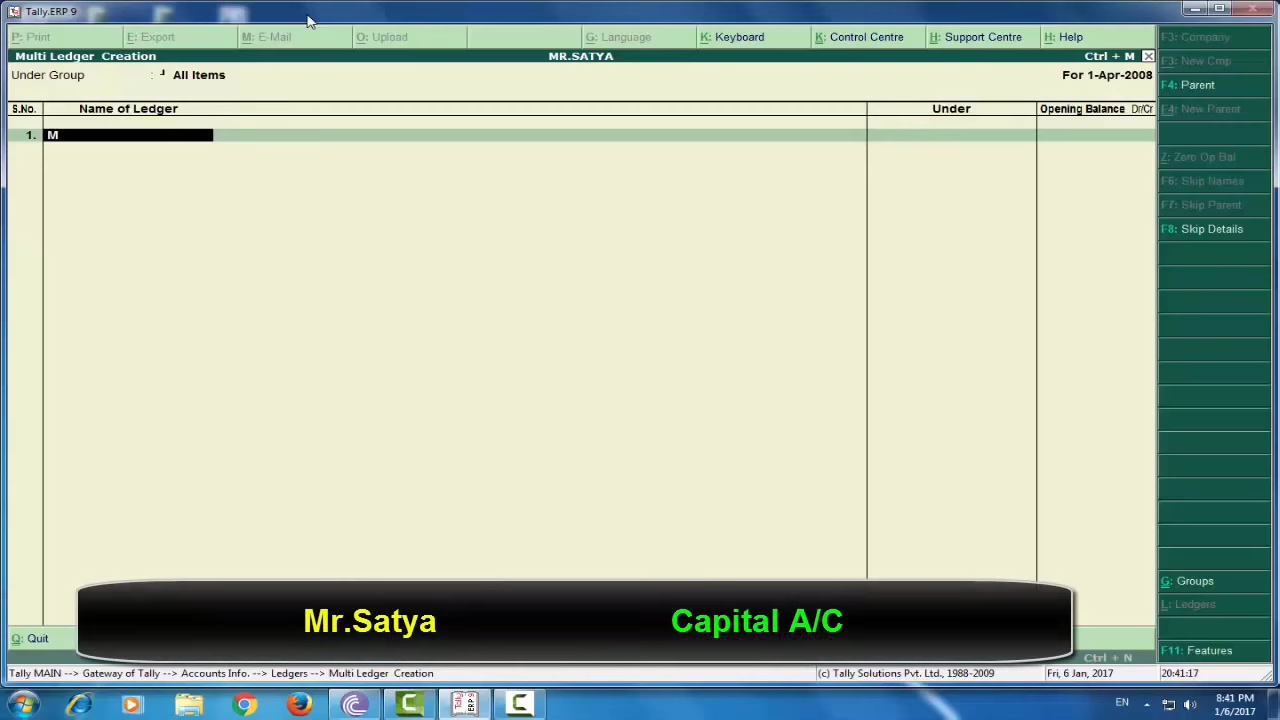 Tally.ERP 9
P: Print E: Export M: E-Mail O: Upload G: Language K: Keyboard K: Control Centre H: Support Centre H: Help
F3: Company
Multi Ledger Creation MR.SATYA Ctrl + M
F3: New Cmp
Under Group : All Items For 1-Apr-2008
F4: Parent
S.No. Name of Ledger Under Opening Balance Dr/Cr
F4: New Parent
1. M
Z: Zero Op Bal
F6: Skip Names
F7: Skip Parent
F8: Skip Details
G: Groups
L: Ledgers
Mr.Satya Capital A/C
Q: Quit
F11: Features
Ctrl + N
Tally MAIN --> Gateway of Tally --> Accounts Info. --> Ledgers --> Multi Ledger Creation (c) Tally Solutions Pvt. Ltd., 1988-2009 Fri, 6 Jan, 2017 20:41:17
EN 8:41 PM
1/6/2017